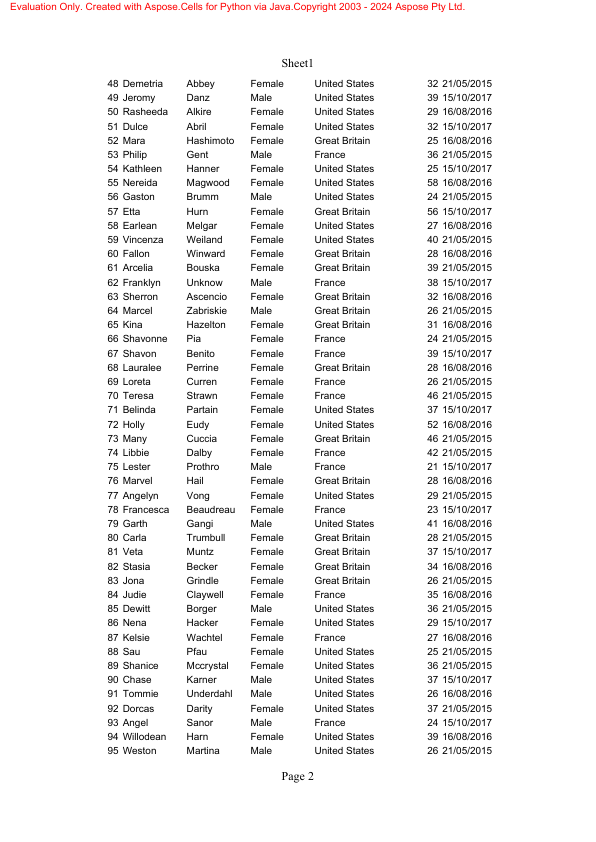 Evaluation Only. Created with Aspose.Cells for Python via Java.Copyright 2003 - 2024 Aspose Pty Ltd.
Sheet1
48 Demetria Abbey Female United States 32 21/05/2015
49 Jeromy Danz Male United States 39 15/10/2017
50 Rasheeda Alkire Female United States 29 16/08/2016
51 Dulce Abril Female United States 32 15/10/2017
52 Mara Hashimoto Female Great Britain 25 16/08/2016
53 Philip Gent Male France 36 21/05/2015
54 Kathleen Hanner Female United States 25 15/10/2017
55 Nereida Magwood Female United States 58 16/08/2016
56 Gaston Brumm Male United States 24 21/05/2015
57 Etta Hurn Female Great Britain 56 15/10/2017
58 Earlean Melgar Female United States 27 16/08/2016
59 Vincenza Weiland Female United States 40 21/05/2015
60 Fallon Winward Female Great Britain 28 16/08/2016
61 Arcelia Bouska Female Great Britain 39 21/05/2015
62 Franklyn Unknow Male France 38 15/10/2017
63 Sherron Ascencio Female Great Britain 32 16/08/2016
64 Marcel Zabriskie Male Great Britain 26 21/05/2015
65 Kina Hazelton Female Great Britain 31 16/08/2016
66 Shavonne Pia Female France 24 21/05/2015
67 Shavon Benito Female France 39 15/10/2017
68 Lauralee Perrine Female Great Britain 28 16/08/2016
69 Loreta Curren Female France 26 21/05/2015
70 Teresa Strawn Female France 46 21/05/2015
71 Belinda Partain Female United States 37 15/10/2017
72 Holly Eudy Female United States 52 16/08/2016
73 Many Cuccia Female Great Britain 46 21/05/2015
74 Libbie Dalby Female France 42 21/05/2015
75 Lester Prothro Male France 21 15/10/2017
76 Marvel Hail Female Great Britain 28 16/08/2016
77 Angelyn Vong Female United States 29 21/05/2015
78 Francesca Beaudreau Female France 23 15/10/2017
79 Garth Gangi Male United States 41 16/08/2016
80 Carla Trumbull Female Great Britain 28 21/05/2015
81 Veta Muntz Female Great Britain 37 15/10/2017
82 Stasia Becker Female Great Britain 34 16/08/2016
83 Jona Grindle Female Great Britain 26 21/05/2015
84 Judie Claywell Female France 35 16/08/2016
85 Dewitt Borger Male United States 36 21/05/2015
86 Nena Hacker Female United States 29 15/10/2017
87 Kelsie Wachtel Female France 27 16/08/2016
88 Sau Pfau Female United States 25 21/05/2015
89 Shanice Mccrystal Female United States 36 21/05/2015
90 Chase Karner Male United States 37 15/10/2017
91 Tommie Underdahl Male United States 26 16/08/2016
92 Dorcas Darity Female United States 37 21/05/2015
93 Angel Sanor Male France 24 15/10/2017
94 Willodean Harn Female United States 39 16/08/2016
95 Weston Martina Male United States 26 21/05/2015
Page 2